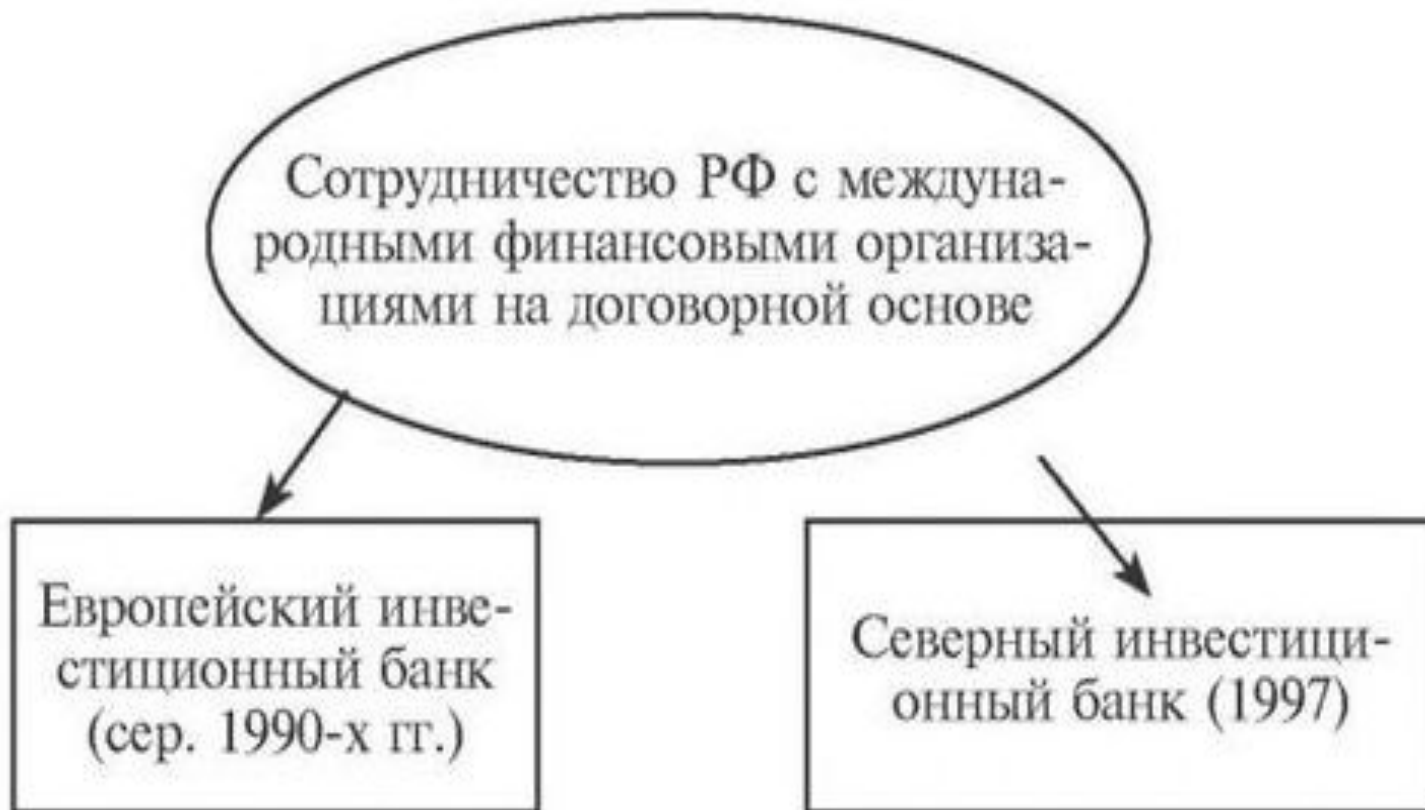 Сотрудничество РФ с междуна-
родными финансовыми организа-
циями на договорной основе
Европейский инве-
стиционный банк
(сер. 1990-х гг.)
Северный инвестици-
онный банк (1997)